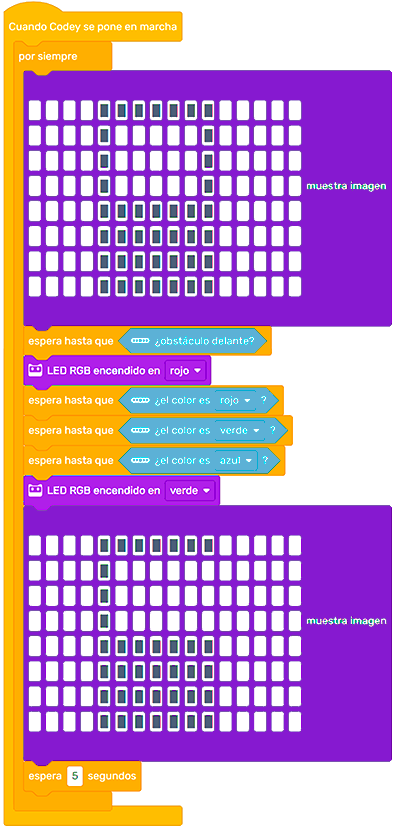 Cuando Codey se pone en marcha
por siempre
muestra imagen
espera hasta que ¿obstáculo delante?
LED RGB encendido en rojo
espera hasta que ¿el color es rojo ?
espera hasta que ¿el color es verde ?
espera hasta que ¿el color es azul ?
LED RGB encendido en verde
muestra imagen
espera 5 segundos